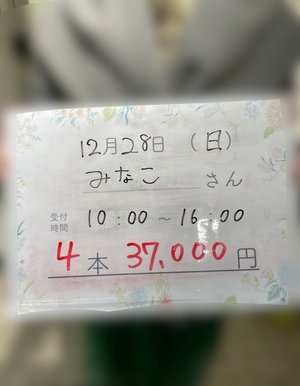 12月28日 (日)
みなこ さん
受付時間 10:00～16:00
4本 37,000円